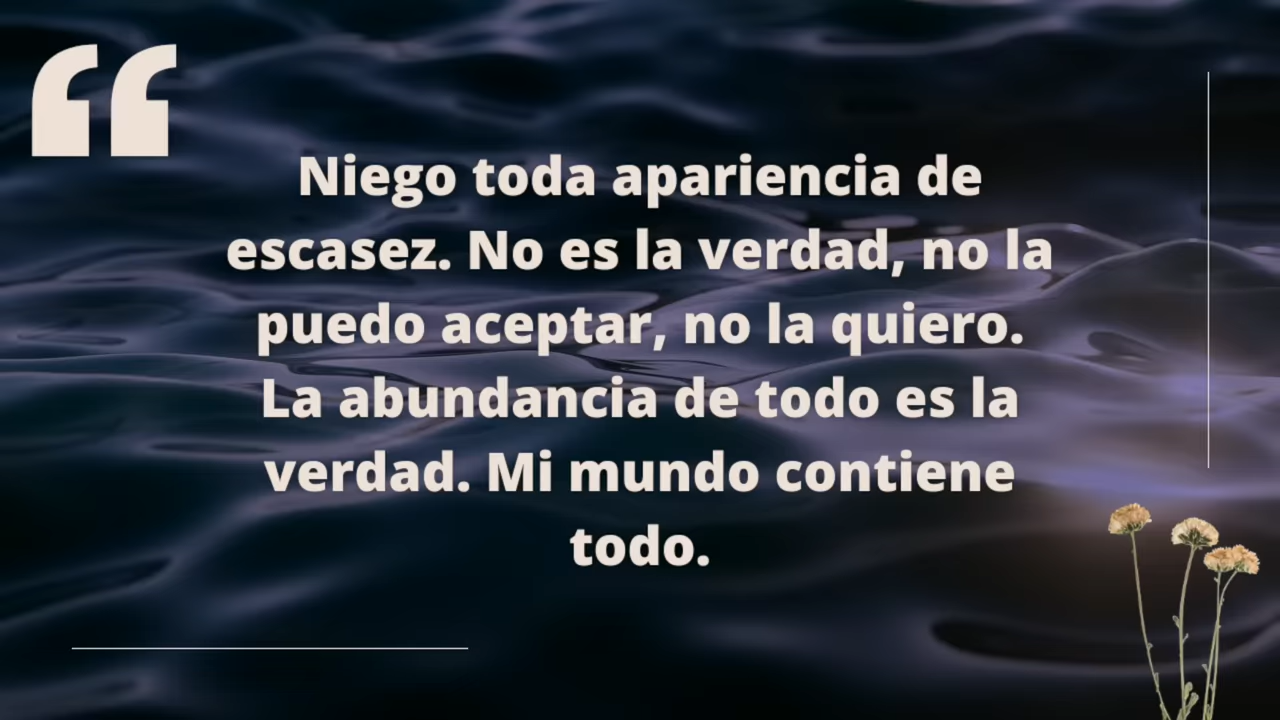 “
Niego toda apariencia de
escasez. No es la verdad, no la
puedo aceptar, no la quiero.
La abundancia de todo es la
verdad. Mi mundo contiene
todo.